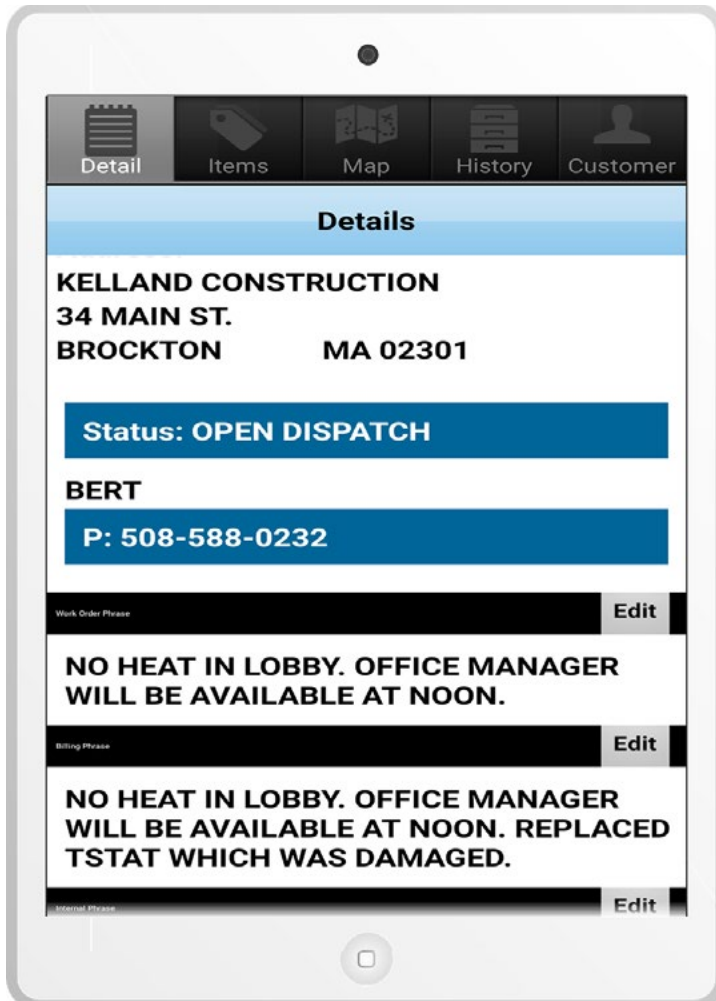 Detail Items Map History Customer
Details
KELLAND CONSTRUCTION
34 MAIN ST.
BROCKTON MA 02301
Status: OPEN DISPATCH
BERT
P: 508-588-0232
Work Order Phrase Edit
NO HEAT IN LOBBY. OFFICE MANAGER
WILL BE AVAILABLE AT NOON.
Billing Phrase Edit
NO HEAT IN LOBBY. OFFICE MANAGER
WILL BE AVAILABLE AT NOON. REPLACED
TSTAT WHICH WAS DAMAGED.
Internal Phrase Edit